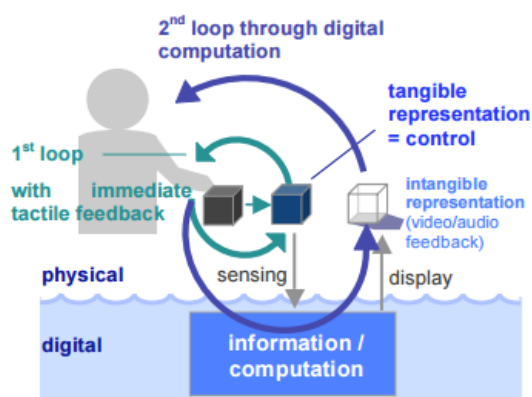 2nd loop through digital
computation
tangible
representation
= control
1st loop
with immediate
tactile feedback
intangible
representation
(video/audio
feedback)
sensing
display
physical
digital
information /
computation